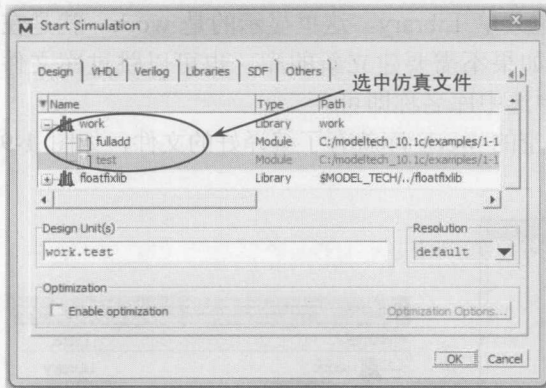 Start Simulation
Design VHDL Verilog Libraries SDF Others
选中仿真文件
Name Type Path
work Library work
fulladd Module C:/modeltech_10.1c/examples/1-1
test Module C:/modeltech_10.1c/examples/1-1
floatfixlib Library $MODEL_TECH/../floatfixlib
Design Unit(s) Resolution
work.test default
Optimization
Enable optimization Optimization Options...
OK Cancel